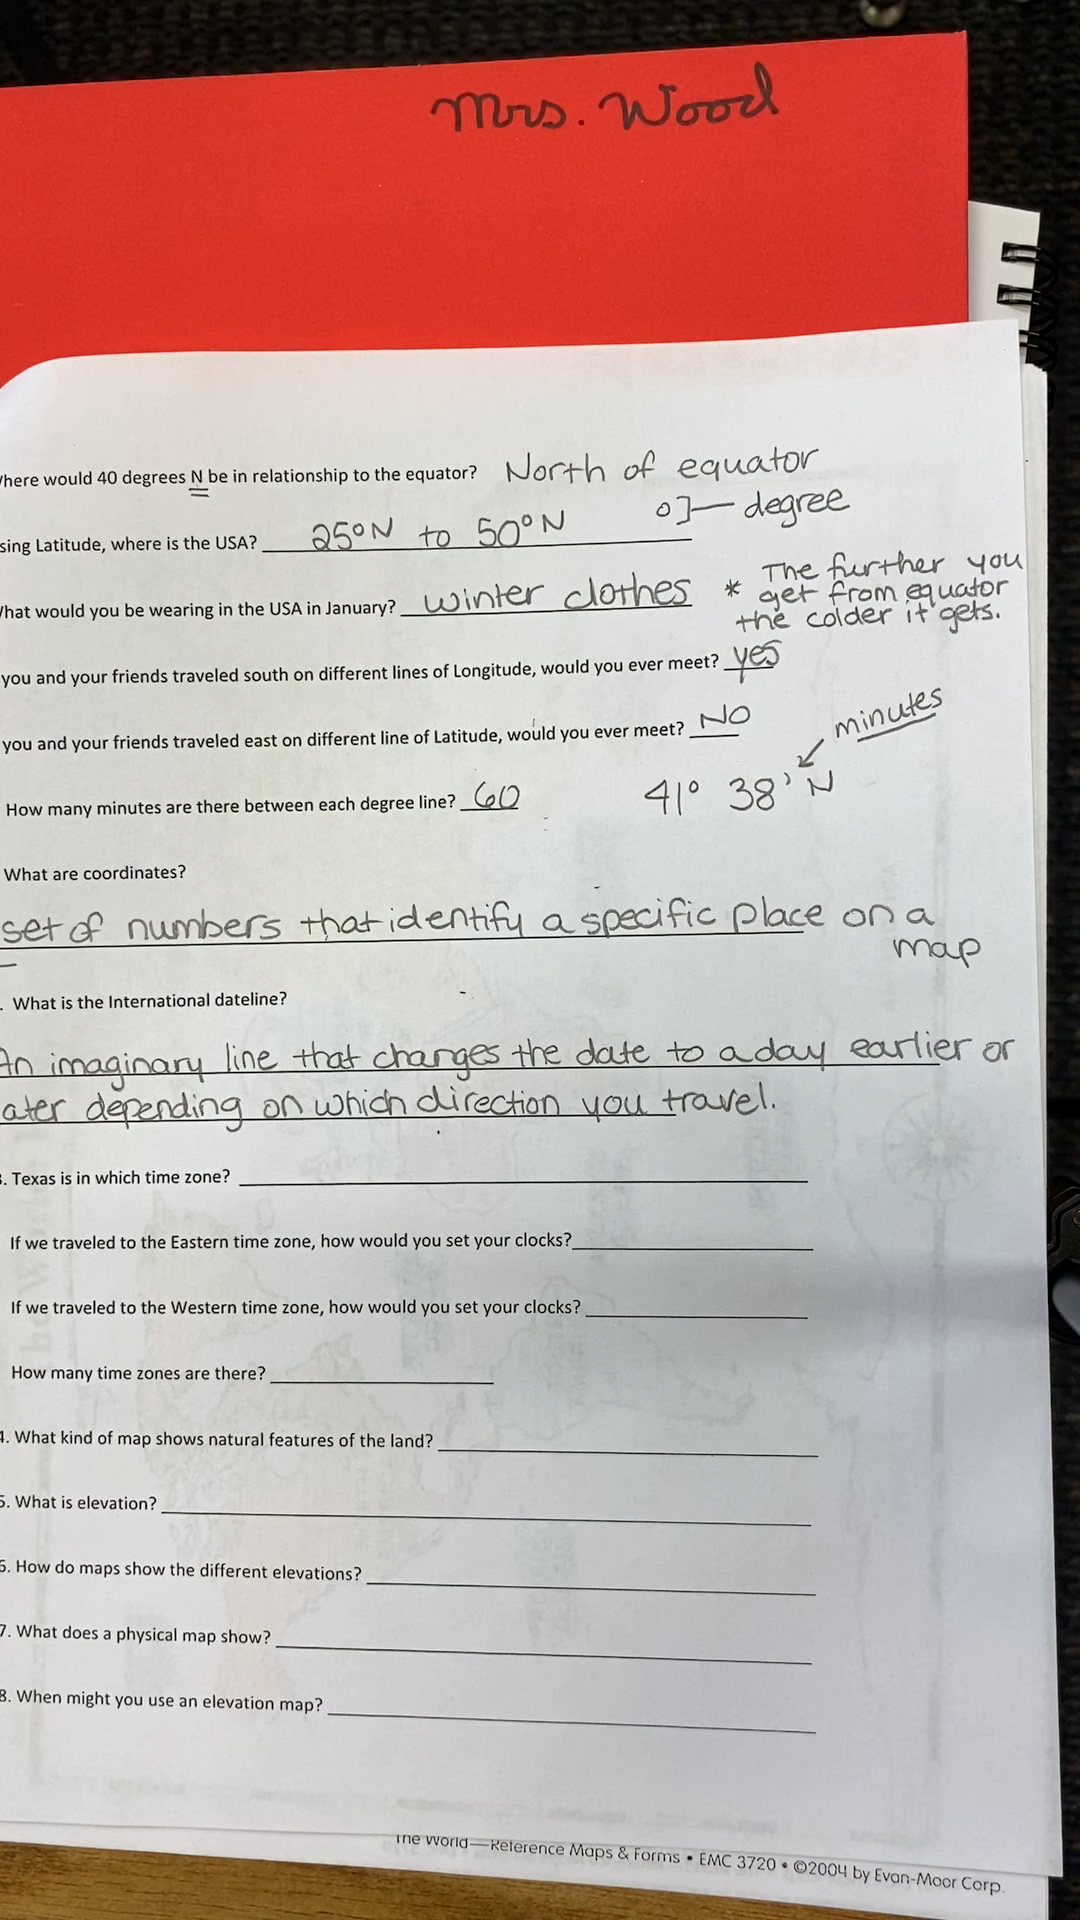 Mrs. Wood
here would 40 degrees N be in relationship to the equator? North of equator
o]— degree
sing Latitude, where is the USA? 25°N to 50°N
hat would you be wearing in the USA in January? winter clothes * The further you
get from equator
the colder it gets.
you and your friends traveled south on different lines of Longitude, would you ever meet? yes
you and your friends traveled east on different line of Latitude, would you ever meet? NO
minutes
How many minutes are there between each degree line? 60 41° 38' N
What are coordinates?
set of numbers that identify a specific place on a
map
. What is the International dateline?
An imaginary line that changes the date to a day earlier or
ater depending on which direction you travel.
3. Texas is in which time zone?
If we traveled to the Eastern time zone, how would you set your clocks?
If we traveled to the Western time zone, how would you set your clocks?
How many time zones are there?
4. What kind of map shows natural features of the land?
5. What is elevation?
6. How do maps show the different elevations?
7. What does a physical map show?
8. When might you use an elevation map?
The World—Reference Maps & Forms • EMC 3720 • ©2004 by Evan-Moor Corp.